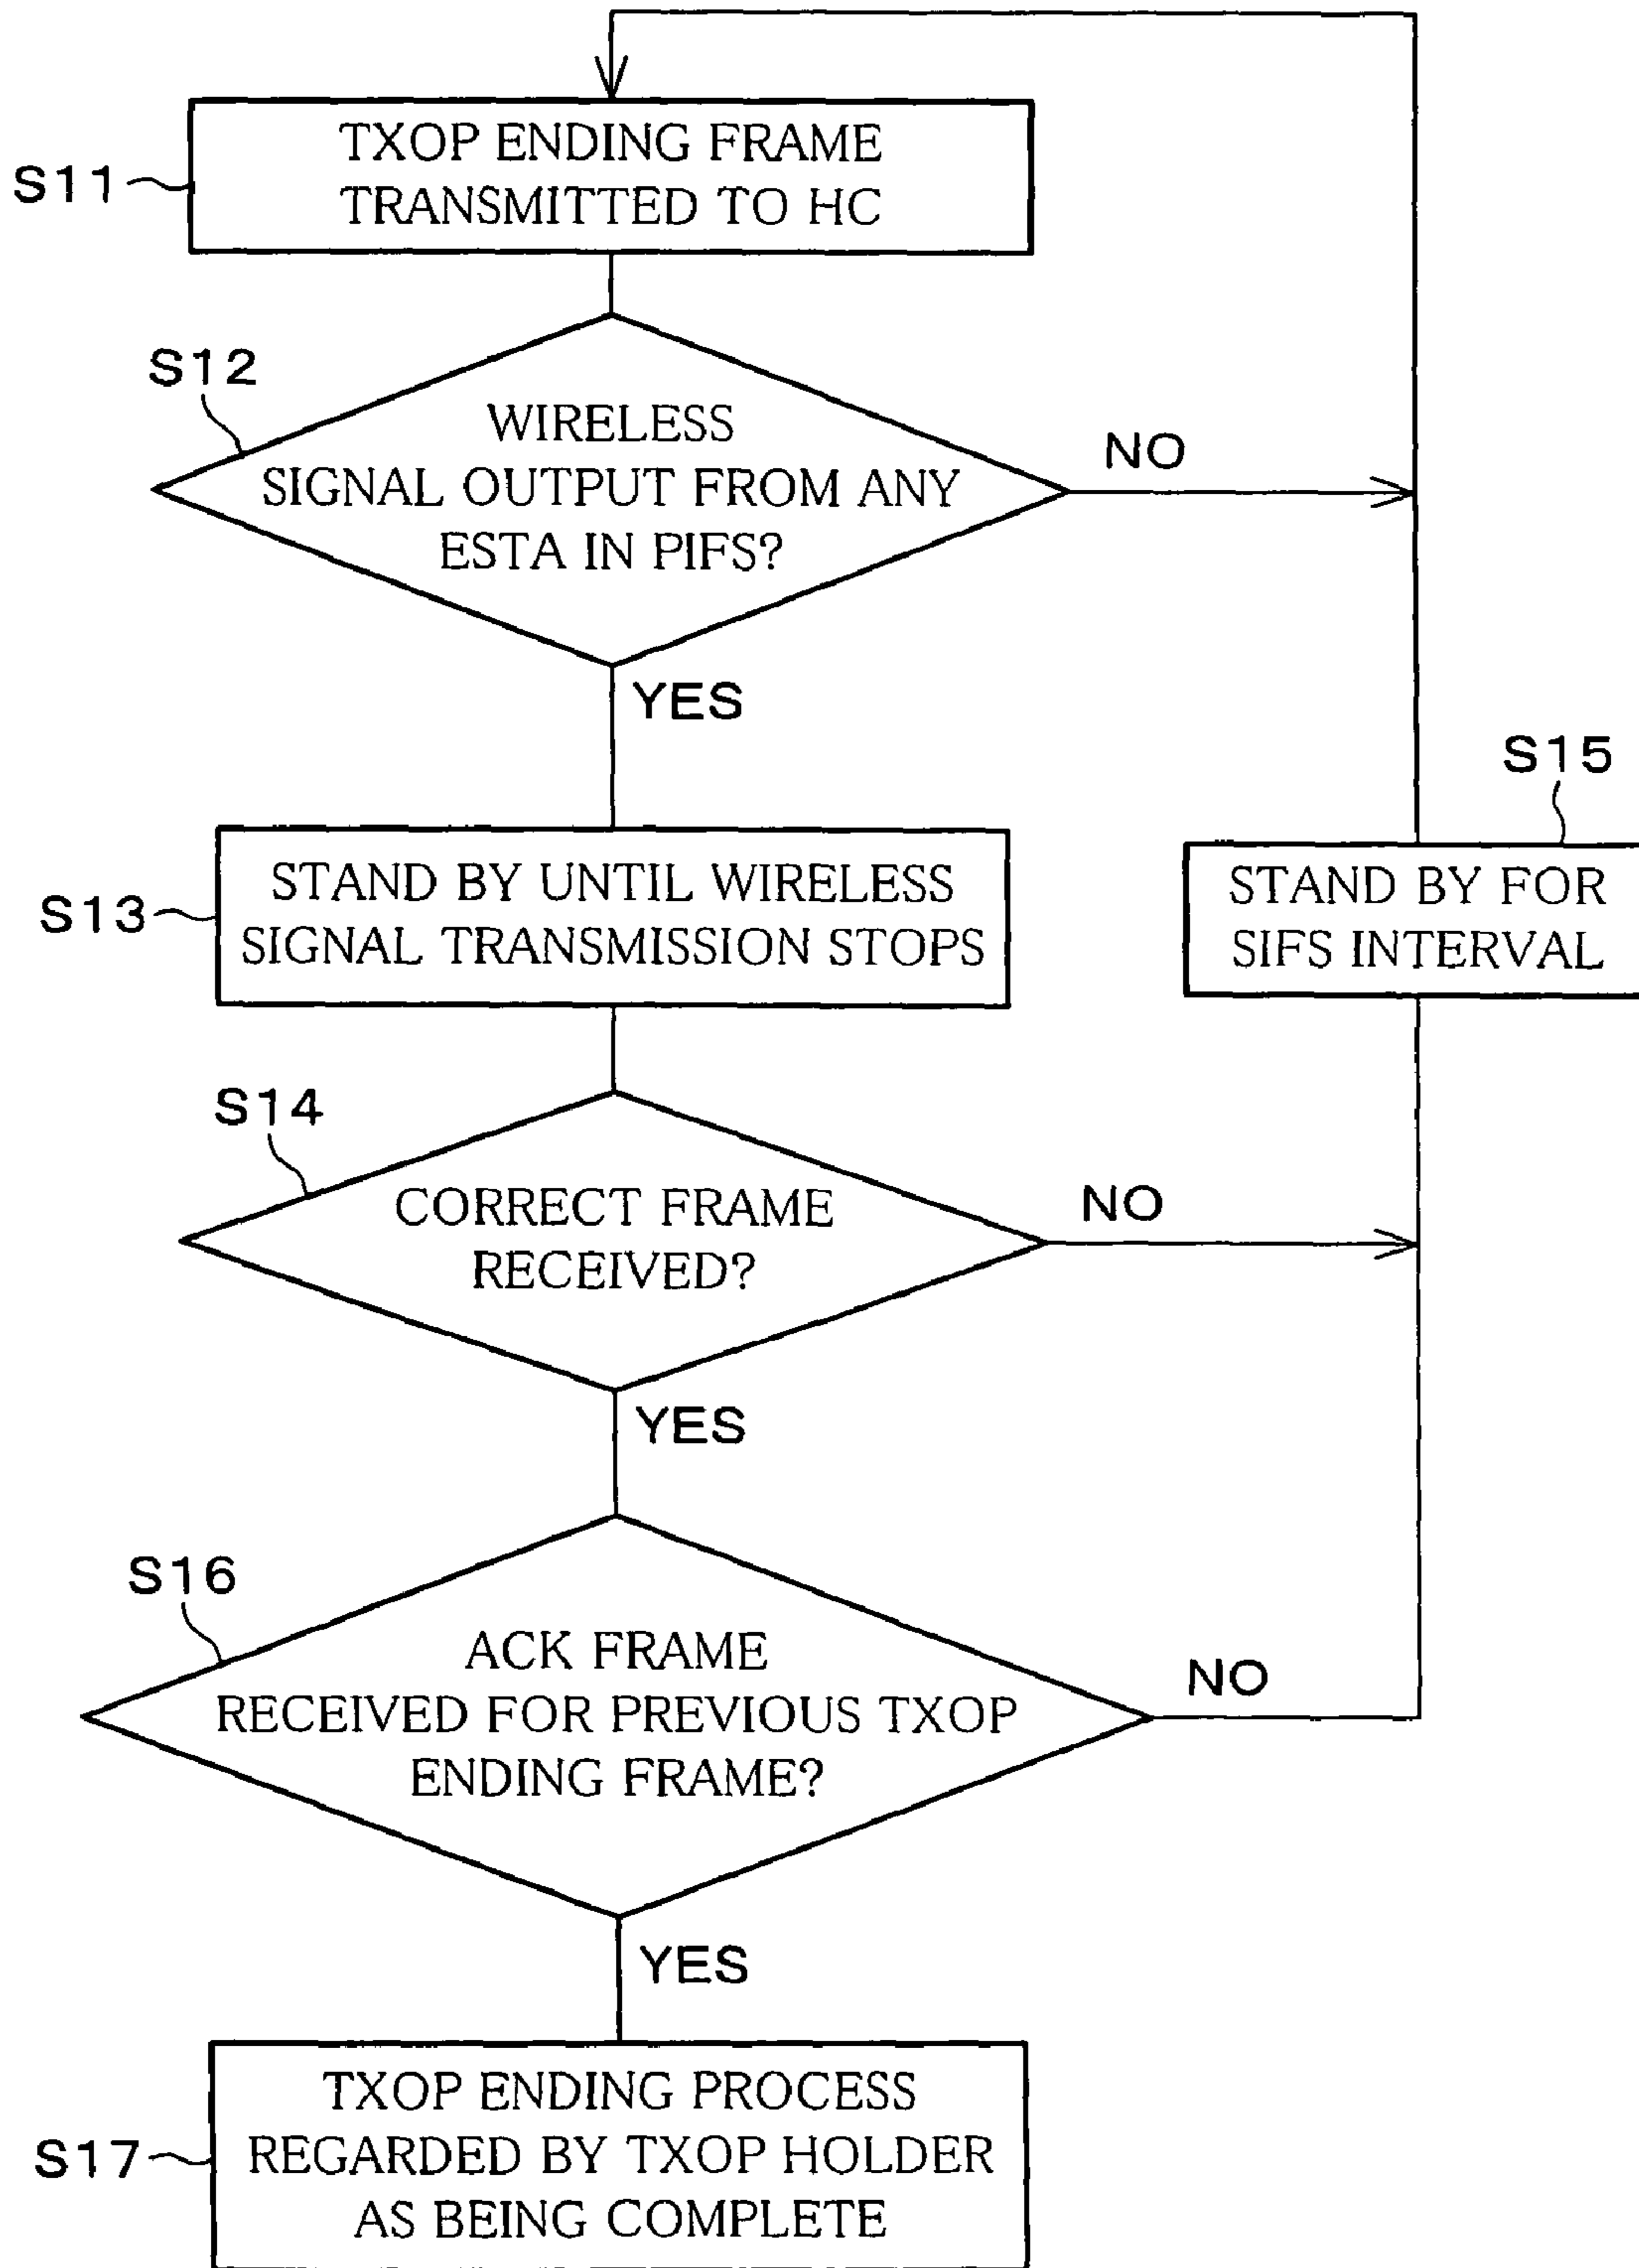 S11
TXOP ENDING FRAME
TRANSMITTED TO HC
S12
WIRELESS
SIGNAL OUTPUT FROM ANY
ESTA IN PIFS?
NO
YES
S13
STAND BY UNTIL WIRELESS
SIGNAL TRANSMISSION STOPS
S15
STAND BY FOR
SIFS INTERVAL
S14
CORRECT FRAME
RECEIVED?
NO
YES
S16
ACK FRAME
RECEIVED FOR PREVIOUS TXOP
ENDING FRAME?
NO
YES
S17
TXOP ENDING PROCESS
REGARDED BY TXOP HOLDER
AS BEING COMPLETE